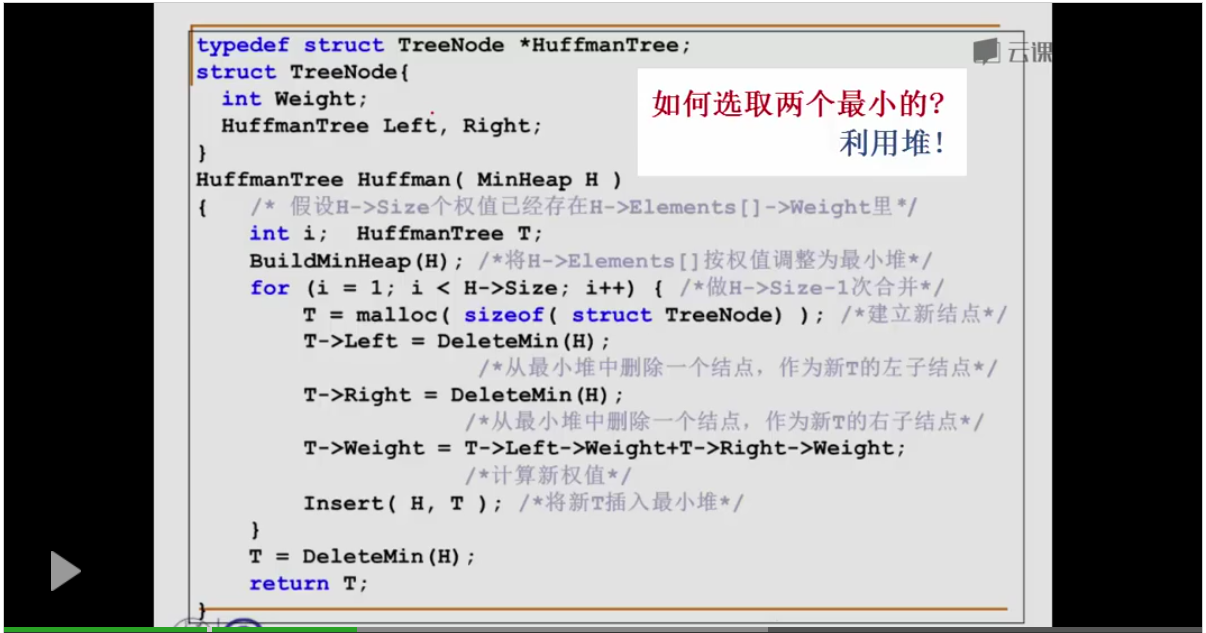 typedef struct TreeNode *HuffmanTree;
云课
struct TreeNode{
int Weight;
如何选取两个最小的?
HuffmanTree Left, Right;
利用堆!
}
HuffmanTree Huffman( MinHeap H )
{ /* 假设H->Size个权值已经存在H->Elements[]->Weight里*/
int i; HuffmanTree T;
BuildMinHeap(H); /*将H->Elements[]按权值调整为最小堆*/
for (i = 1; i < H->Size; i++) { /*做H->Size-1次合并*/
T = malloc( sizeof( struct TreeNode) ); /*建立新结点*/
T->Left = DeleteMin(H);
/*从最小堆中删除一个结点，作为新T的左子结点*/
T->Right = DeleteMin(H);
/*从最小堆中删除一个结点，作为新T的右子结点*/
T->Weight = T->Left->Weight+T->Right->Weight;
/*计算新权值*/
Insert( H, T ); /*将新T插入最小堆*/
}
T = DeleteMin(H);
return T;
}